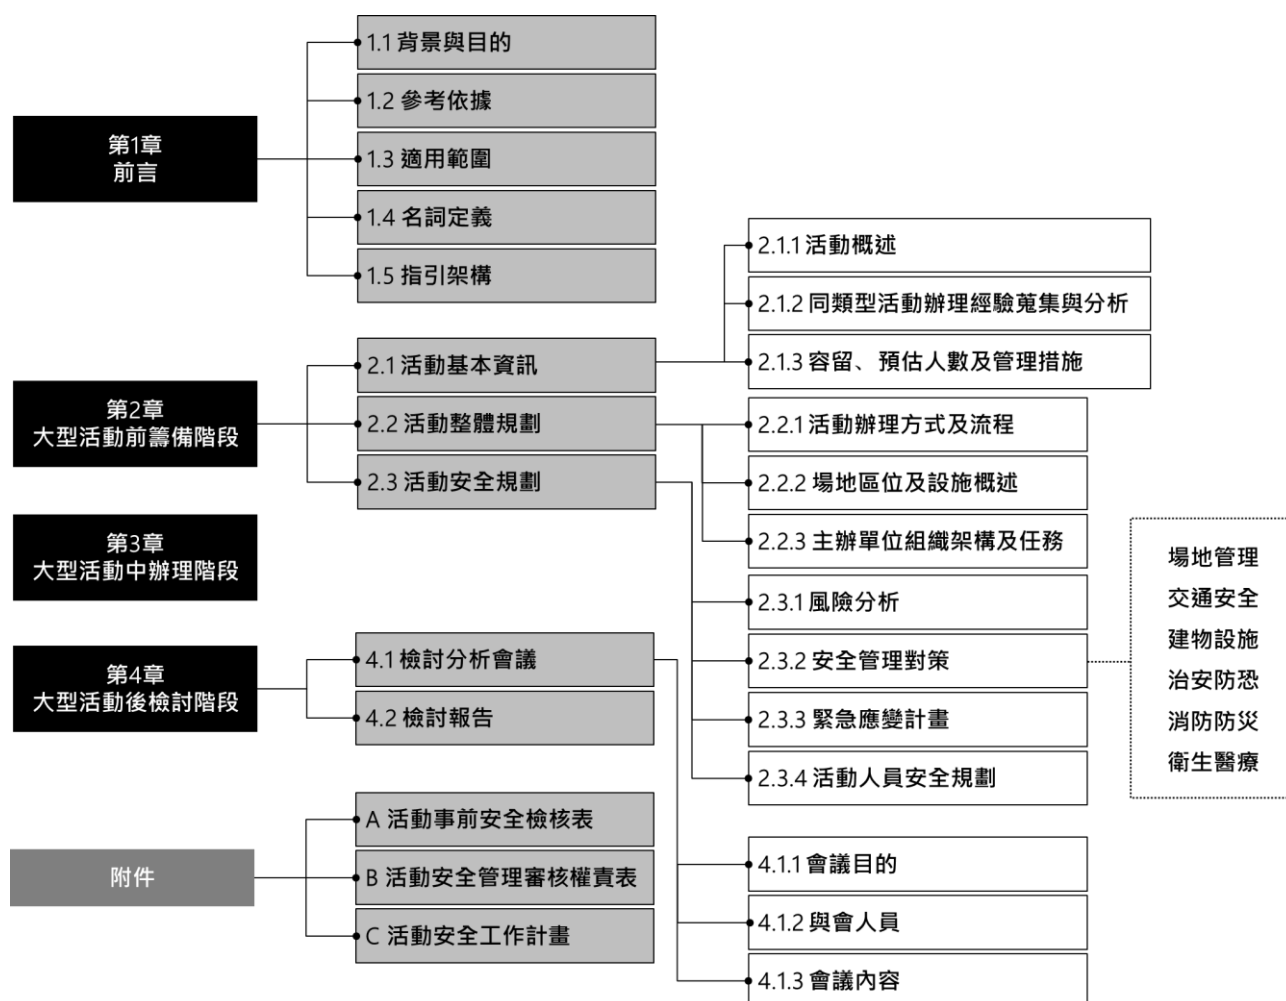 第1章
前言
1.1 背景與目的
1.2 參考依據
1.3 適用範圍
1.4 名詞定義
1.5 指引架構
第2章
大型活動前籌備階段
2.1 活動基本資訊
2.2 活動整體規劃
2.3 活動安全規劃
2.1.1 活動概述
2.1.2 同類型活動辦理經驗蒐集與分析
2.1.3 容留、預估人數及管理措施
2.2.1 活動辦理方式及流程
2.2.2 場地區位及設施概述
2.2.3 主辦單位組織架構及任務
2.3.1 風險分析
2.3.2 安全管理對策
2.3.3 緊急應變計畫
2.3.4 活動人員安全規劃
場地管理
交通安全
建物設施
治安防恐
消防防災
衛生醫療
第3章
大型活動中辦理階段
第4章
大型活動後檢討階段
4.1 檢討分析會議
4.2 檢討報告
4.1.1 會議目的
4.1.2 與會人員
4.1.3 會議內容
附件
A 活動事前安全檢核表
B 活動安全管理審核權責表
C 活動安全工作計畫